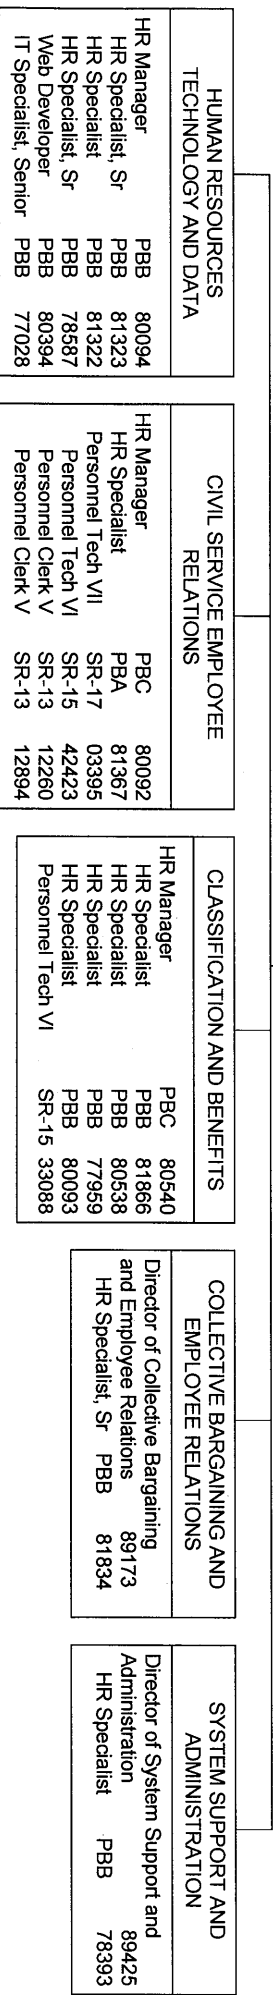 HUMAN RESOURCES
TECHNOLOGY AND DATA
HR Manager PBB 80094
HR Specialist, Sr PBB 81323
HR Specialist PBB 81322
HR Specialist, Sr PBB 78587
Web Developer PBB 80394
IT Specialist, Senior PBB 77028
CIVIL SERVICE EMPLOYEE
RELATIONS
HR Manager PBC 80092
HR Specialist PBA 81367
Personnel Tech VII SR-17 03395
Personnel Tech VI SR-15 42423
Personnel Clerk V SR-13 12260
Personnel Clerk V SR-13 12894
CLASSIFICATION AND BENEFITS
HR Manager PBC 80540
HR Specialist PBB 81866
HR Specialist PBB 80538
HR Specialist PBB 77959
HR Specialist PBB 80093
Personnel Tech VI SR-15 33088
COLLECTIVE BARGAINING AND
EMPLOYEE RELATIONS
Director of Collective Bargaining
and Employee Relations 89173
HR Specialist, Sr PBB 81834
SYSTEM SUPPORT AND
ADMINISTRATION
Director of System Support and
Administration 89425
HR Specialist PBB 78393